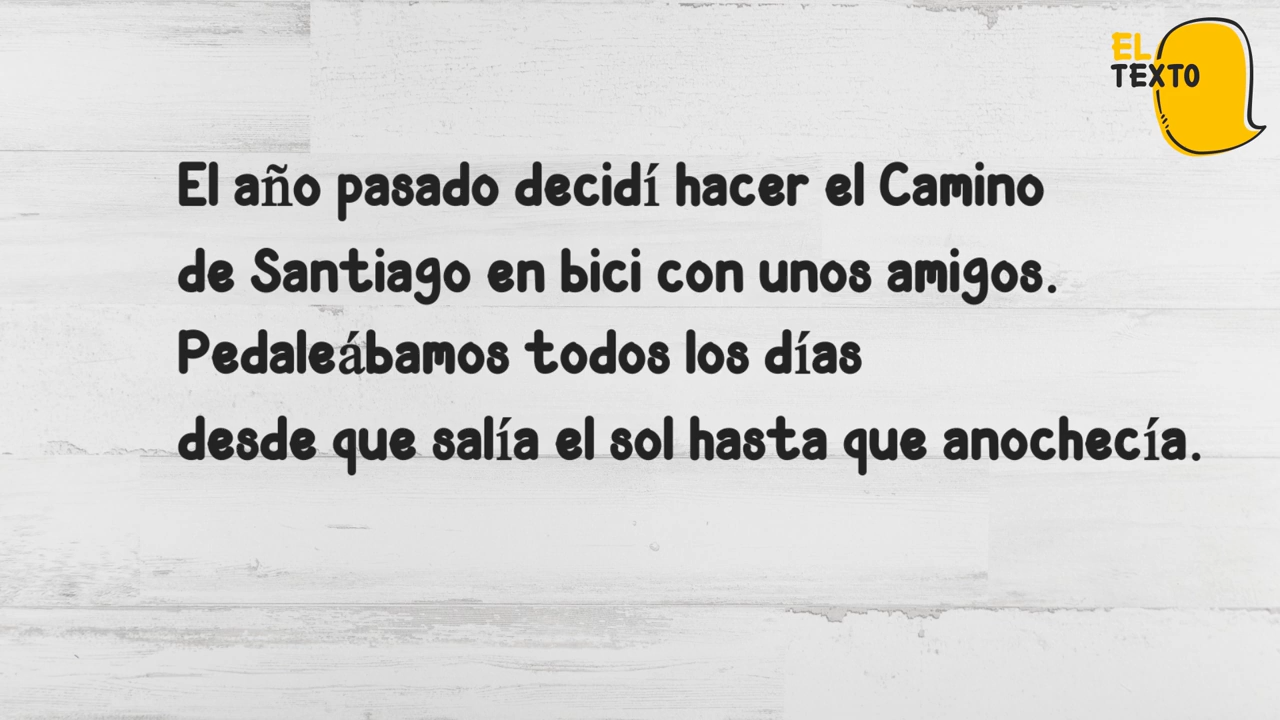 EL
TEXTO
El año pasado decidí hacer el Camino
de Santiago en bici con unos amigos.
Pedaleábamos todos los días
desde que salía el sol hasta que anochecía.